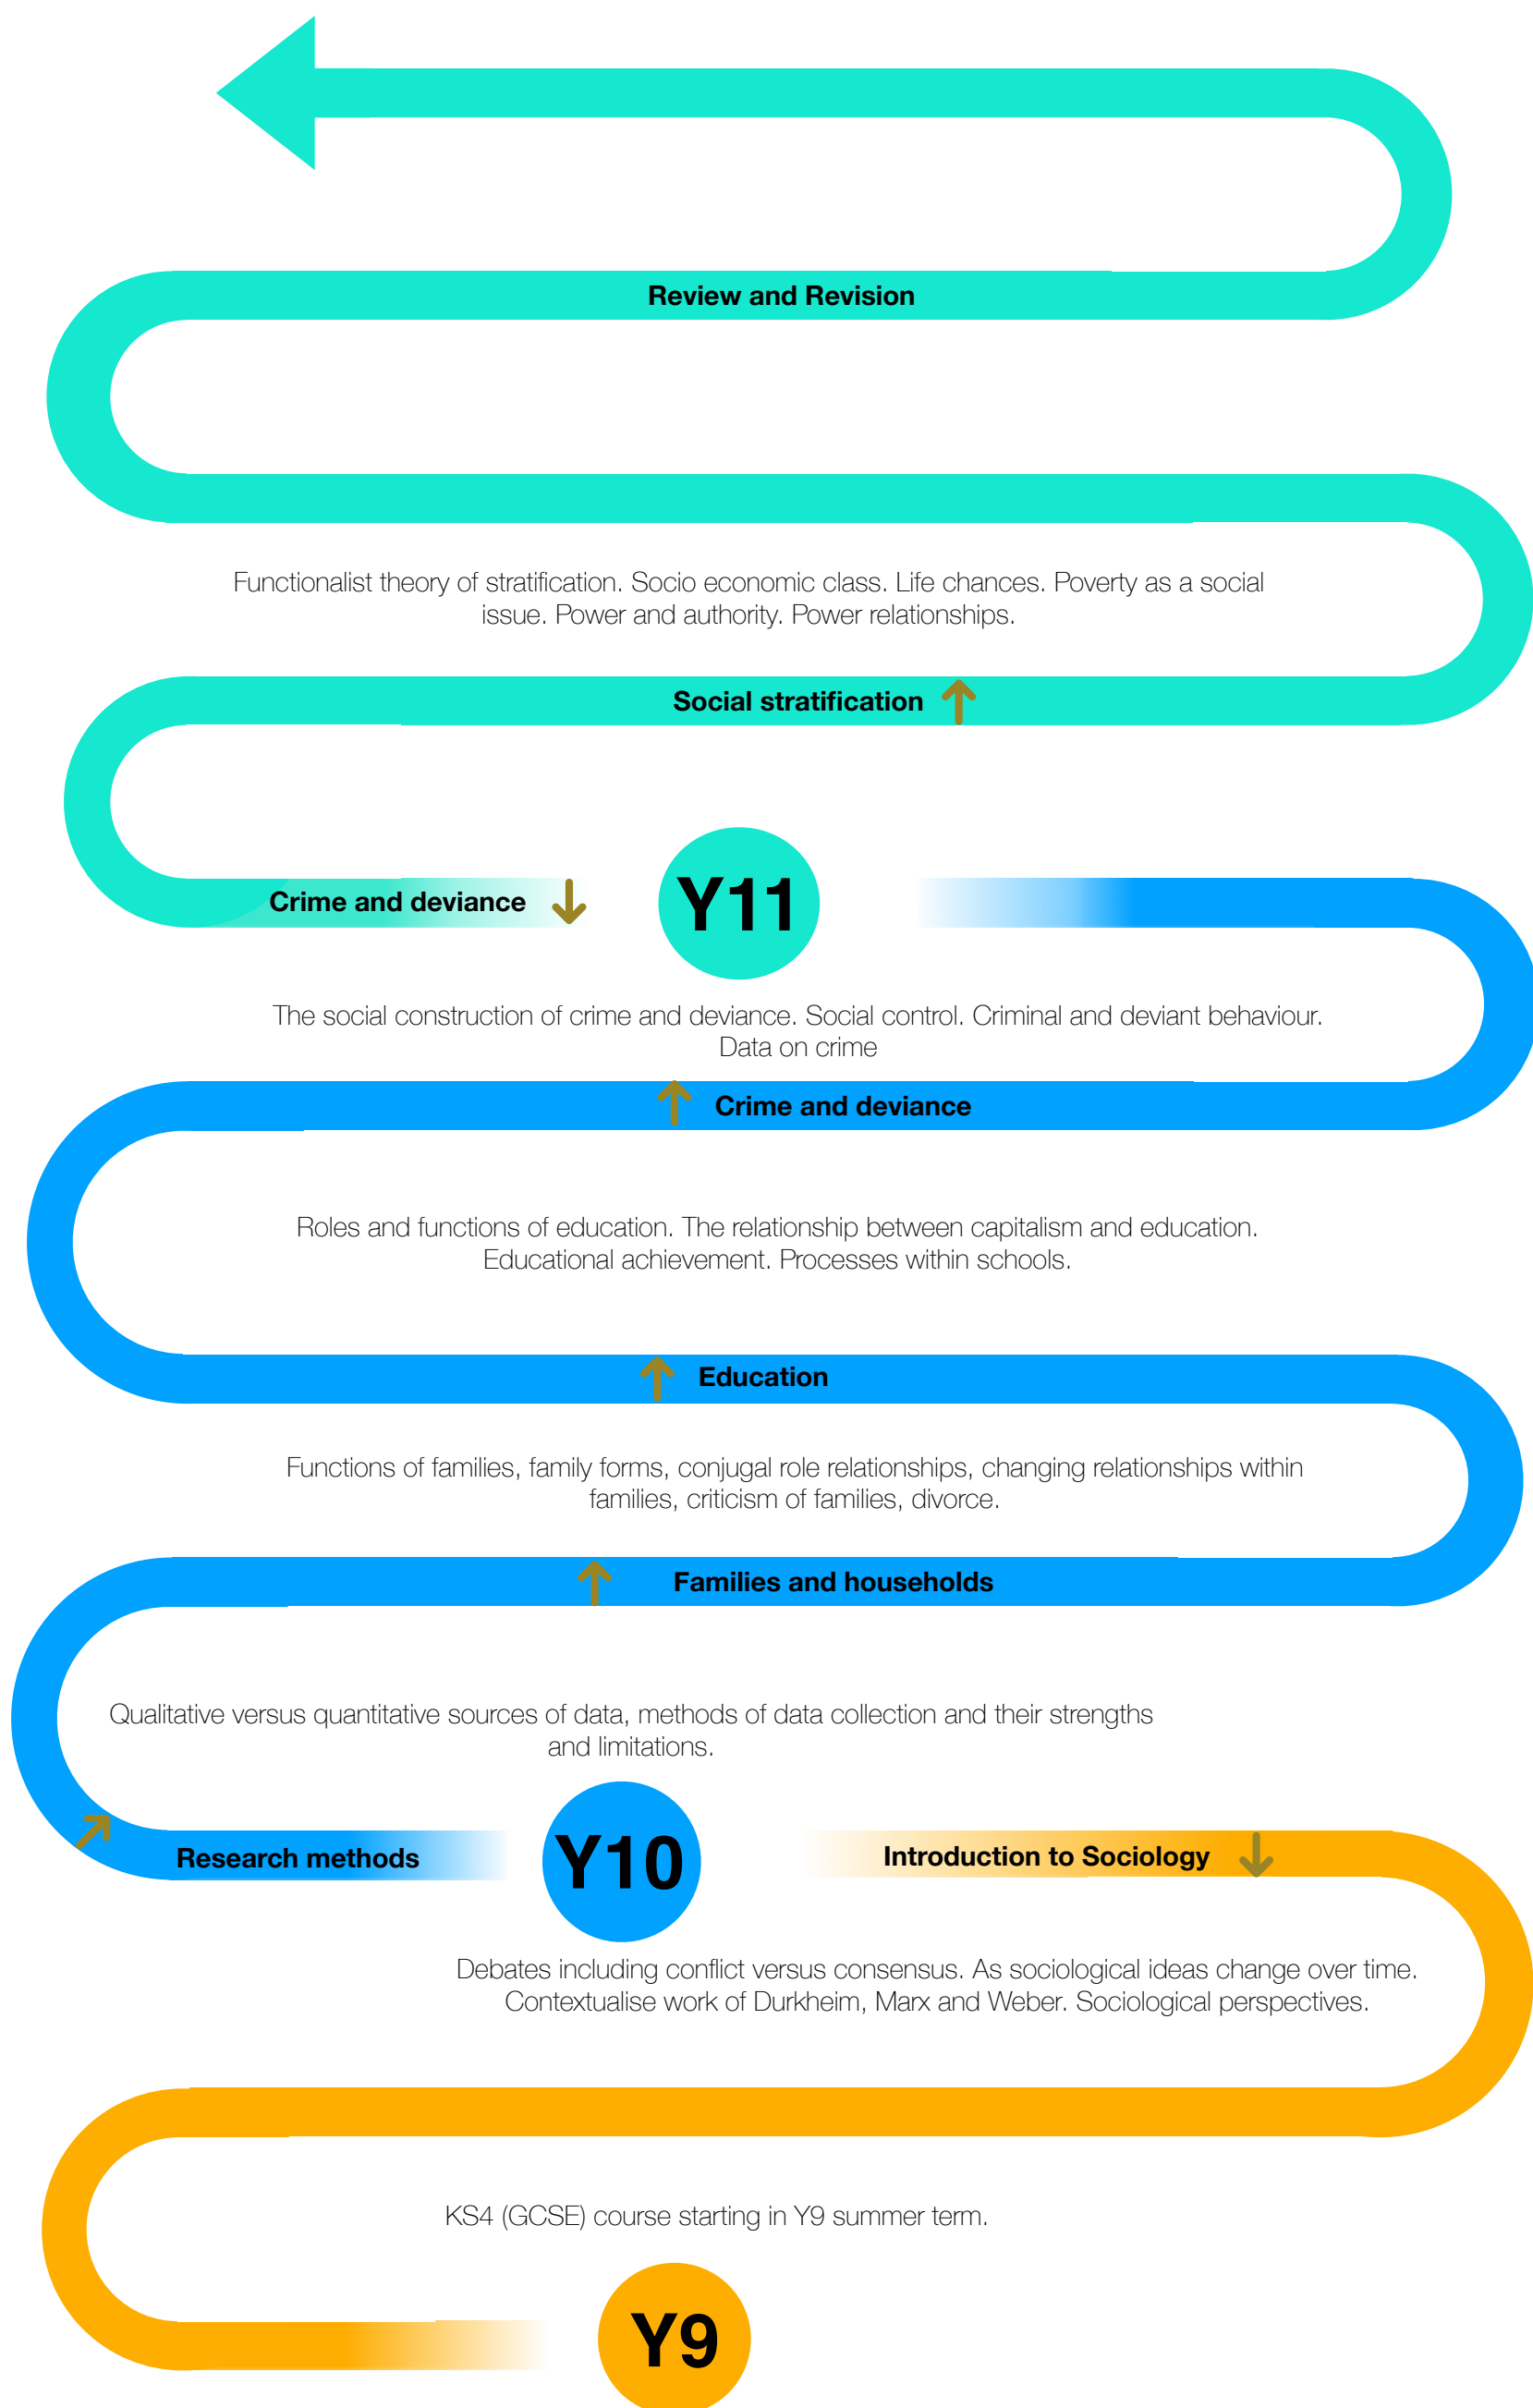 Review and Revision
Functionalist theory of stratification. Socio economic class. Life chances. Poverty as a social
issue. Power and authority. Power relationships.
Social stratification
Crime and deviance
Y11
The social construction of crime and deviance. Social control. Criminal and deviant behaviour.
Data on crime
Crime and deviance
Roles and functions of education. The relationship between capitalism and education.
Educational achievement. Processes within schools.
Education
Functions of families, family forms, conjugal role relationships, changing relationships within
families, criticism of families, divorce.
Families and households
Qualitative versus quantitative sources of data, methods of data collection and their strengths
and limitations.
Research methods
Y10
Introduction to Sociology
Debates including conflict versus consensus. As sociological ideas change over time.
Contextualise work of Durkheim, Marx and Weber. Sociological perspectives.
KS4 (GCSE) course starting in Y9 summer term.
Y9